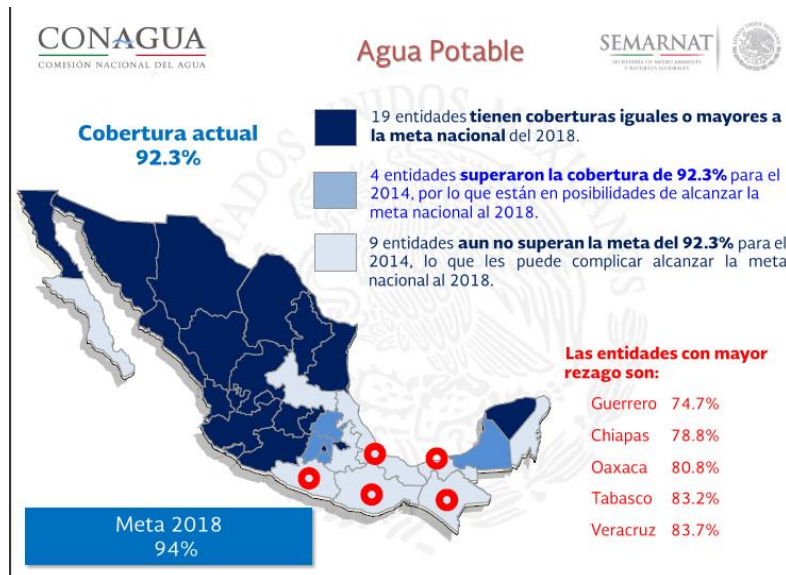 CONAGUA
COMISIÓN NACIONAL DEL AGUA
Agua Potable
SEMARNAT
SECRETARÍA DE MEDIO AMBIENTE
Y RECURSOS NATURALES
Cobertura actual
92.3%
19 entidades tienen coberturas iguales o mayores a
la meta nacional del 2018.
4 entidades superaron la cobertura de 92.3% para el
2014, por lo que están en posibilidades de alcanzar la
meta nacional al 2018.
9 entidades aun no superan la meta del 92.3% para el
2014, lo que les puede complicar alcanzar la meta
nacional al 2018.
Las entidades con mayor
rezago son:
Guerrero 74.7%
Chiapas 78.8%
Oaxaca 80.8%
Tabasco 83.2%
Veracruz 83.7%
Meta 2018
94%